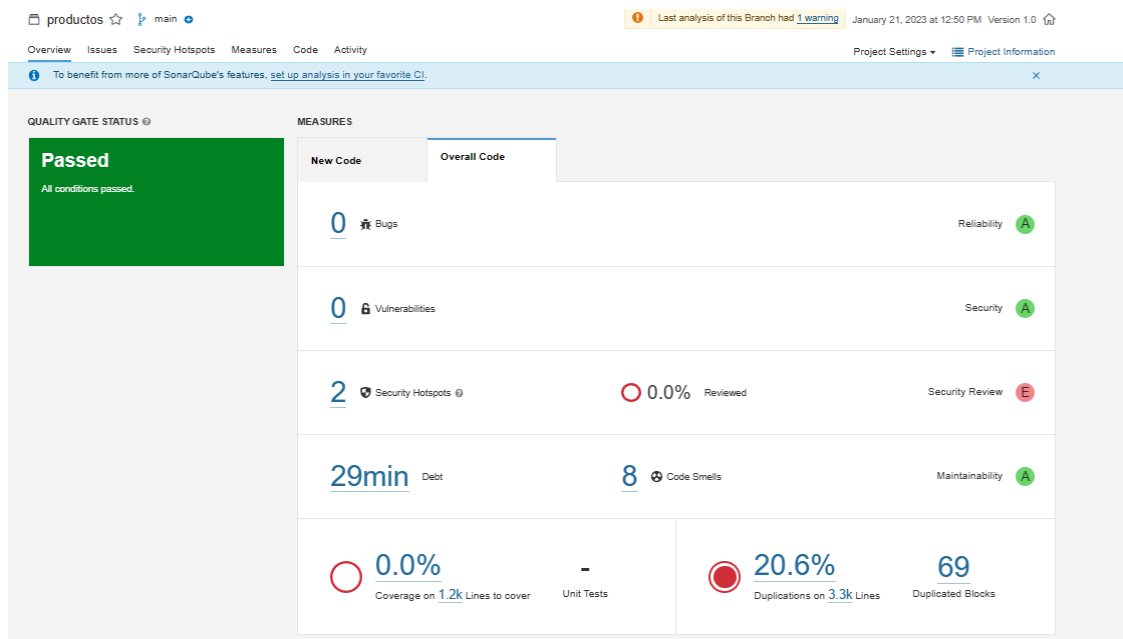 productos main Last analysis of this Branch had 1 warning January 21, 2023 at 12:50 PM Version 1.0
Overview Issues Security Hotspots Measures Code Activity Project Settings Project Information
To benefit from more of SonarQube's features, set up analysis in your favorite CI.
QUALITY GATE STATUS MEASURES
Passed
All conditions passed.
New Code Overall Code
0 Bugs Reliability A
0 Vulnerabilities Security A
2 Security Hotspots 0.0% Reviewed Security Review E
29min Debt 8 Code Smells Maintainability A
0.0% - 20.6% 69
Coverage on 1.2k Lines to cover Unit Tests Duplications on 3.3k Lines Duplicated Blocks